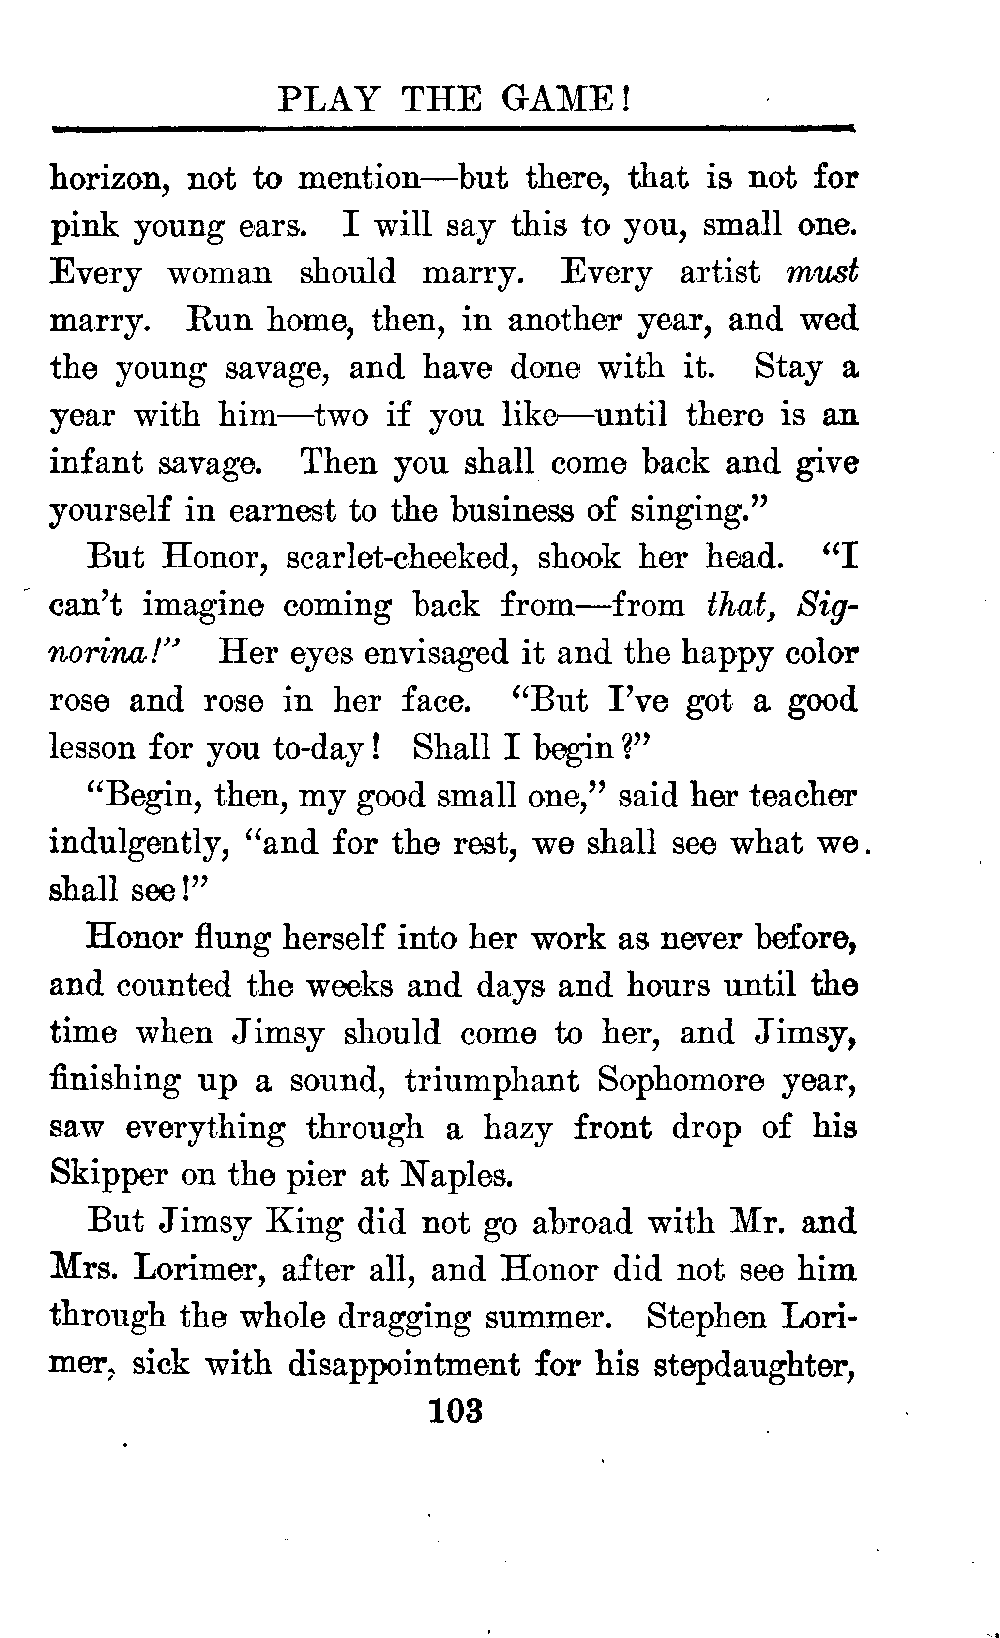 PLAY THE GAME!
horizon, not to mention—but there, that is not for
pink young ears. I will say this to you, small one.
Every woman should marry. Every artist must
marry. Run home, then, in another year, and wed
the young savage, and have done with it. Stay a
year with him—two if you like—until there is an
infant savage. Then you shall come back and give
yourself in earnest to the business of singing.”
But Honor, scarlet-cheeked, shook her head. “I
can’t imagine coming back from—from that, Sig-
norina!” Her eyes envisaged it and the happy color
rose and rose in her face. “But I’ve got a good
lesson for you to-day! Shall I begin?”
“Begin, then, my good small one,” said her teacher
indulgently, “and for the rest, we shall see what we
shall see!”
Honor flung herself into her work as never before,
and counted the weeks and days and hours until the
time when Jimsy should come to her, and Jimsy,
finishing up a sound, triumphant Sophomore year,
saw everything through a hazy front drop of his
Skipper on the pier at Naples.
But Jimsy King did not go abroad with Mr. and
Mrs. Lorimer, after all, and Honor did not see him
through the whole dragging summer. Stephen Lori-
mer, sick with disappointment for his stepdaughter,
103